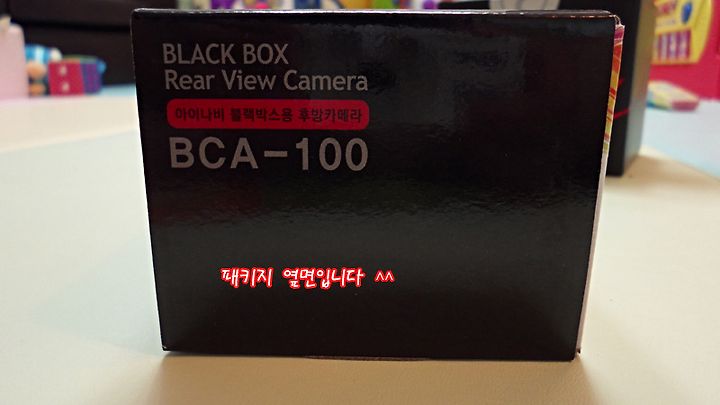 BLACK BOX
Rear View Camera
아이나비 블랙박스용 후방카메라
BCA-100
패키지 옆면입니다 ^^